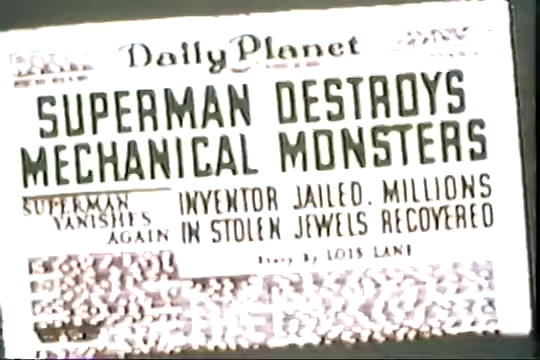 Daily Planet
SUPERMAN DESTROYS
MECHANICAL MONSTERS
SUPERMAN
VANISHES
AGAIN
INVENTOR JAILED. MILLIONS
IN STOLEN JEWELS RECOVERED
Story By LOIS LANE